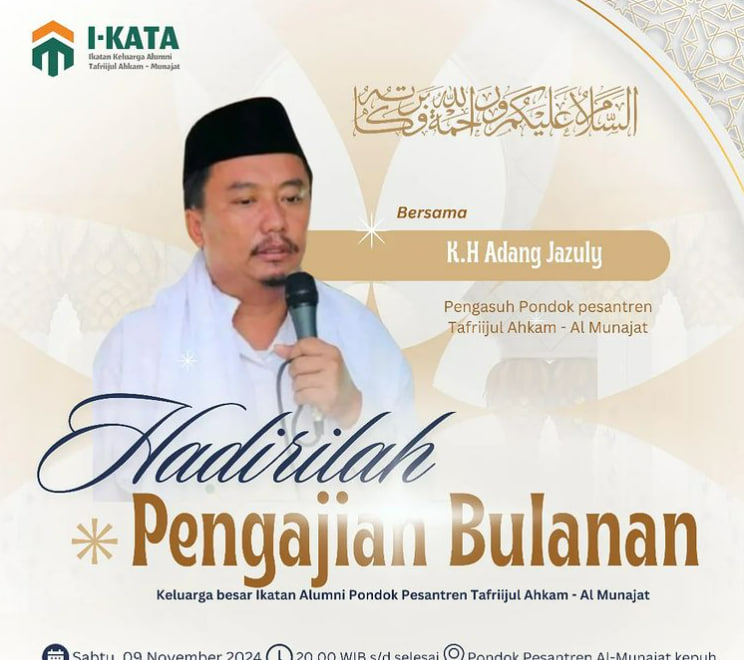 I-KATA
Ikatan Keluarga Alumni
Tafriijul Ahkam - Munajat
السلام عليكم ورحمة الله وبركاته
Bersama
K.H Adang Jazuly
Pengasuh Pondok pesantren
Tafriijul Ahkam - Al Munajat
Hadirilah
Pengajian Bulanan
Keluarga besar Ikatan Alumni Pondok Pesantren Tafriijul Ahkam - Al Munajat
Sabtu, 09 November 2024 20.00 WIB s/d selesai Pondok Pesantren Al-Munajat kepuh